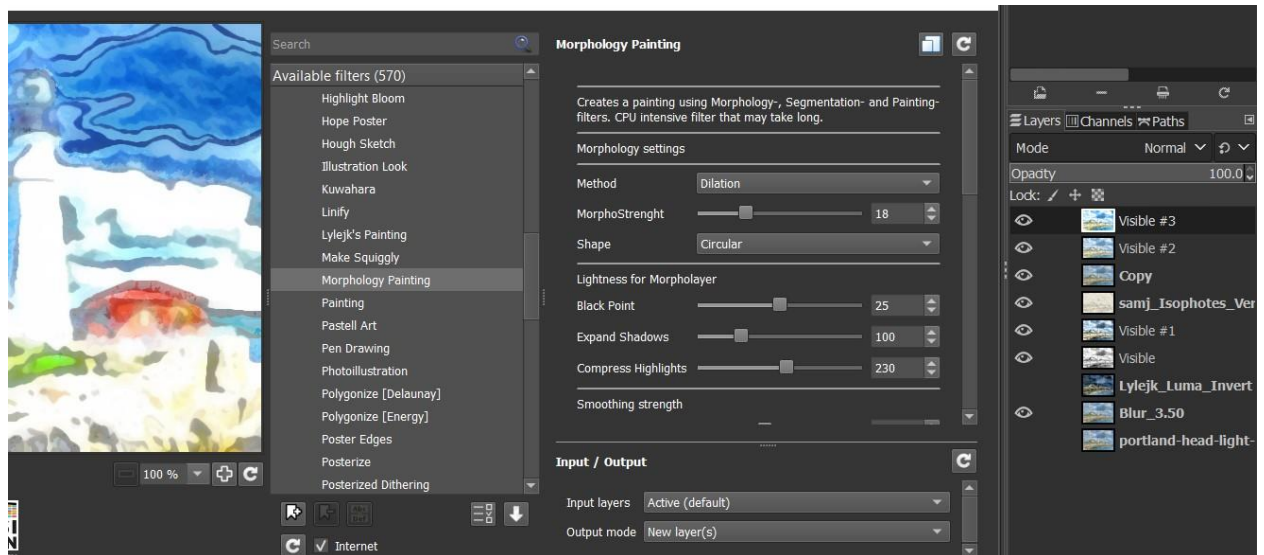 Search
Available filters (570)
Highlight Bloom
Hope Poster
Hough Sketch
Illustration Look
Kuwahara
Linify
Lylejk's Painting
Make Squiggly
Morphology Painting
Painting
Pastell Art
Pen Drawing
Photoillustration
Polygonize [Delaunay]
Polygonize [Energy]
Poster Edges
Posterize
Posterized Dithering
100 %
Internet
Morphology Painting
Creates a painting using Morphology-, Segmentation- and Painting-
filters. CPU intensive filter that may take long.
Morphology settings
Method Dilation
MorphoStrenght 18
Shape Circular
Lightness for Morpholayer
Black Point 25
Expand Shadows 100
Compress Highlights 230
Smoothing strength
Input / Output
Input layers Active (default)
Output mode New layer(s)
Layers Channels Paths
Mode Normal
Opacity 100.0
Lock:
Visible #3
Visible #2
Copy
samj_Isophotes_Ver
Visible #1
Visible
Lylejk_Luma_Invert
Blur_3.50
portland-head-light-